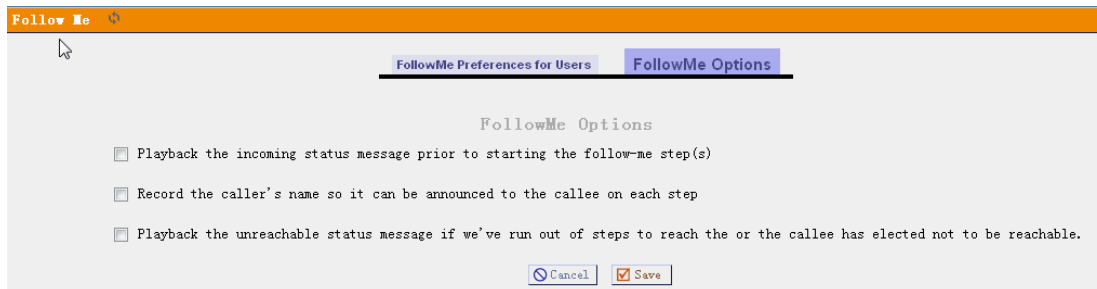 Follow Me
FollowMe Preferences for Users FollowMe Options
FollowMe Options
Playback the incoming status message prior to starting the follow-me step(s)
Record the caller's name so it can be announced to the callee on each step
Playback the unreachable status message if we've run out of steps to reach the or the callee has elected not to be reachable.
Cancel Save